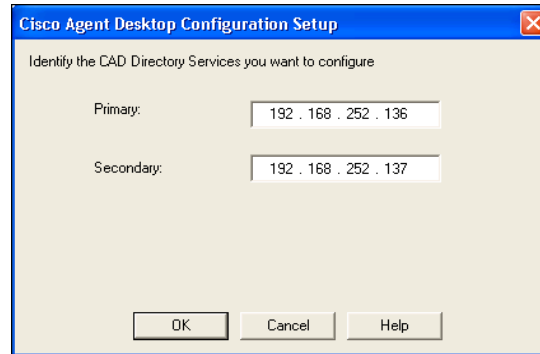 Cisco Agent Desktop Configuration Setup
Identify the CAD Directory Services you want to configure
Primary: 192 . 168 . 252 . 136
Secondary: 192 . 168 . 252 . 137
OK Cancel Help